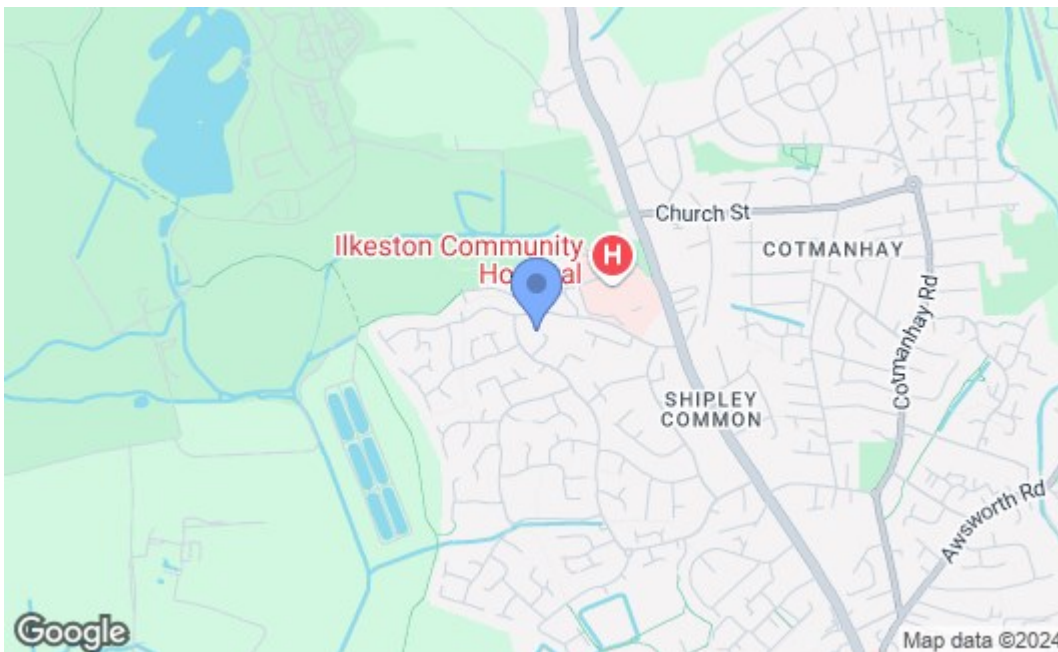 Church St
Ilkeston Community
Hospital
H
COTMANHAY
Cotmanhay Rd
SHIPLEY
COMMON
Awsworth Rd
Google
Map data ©2024